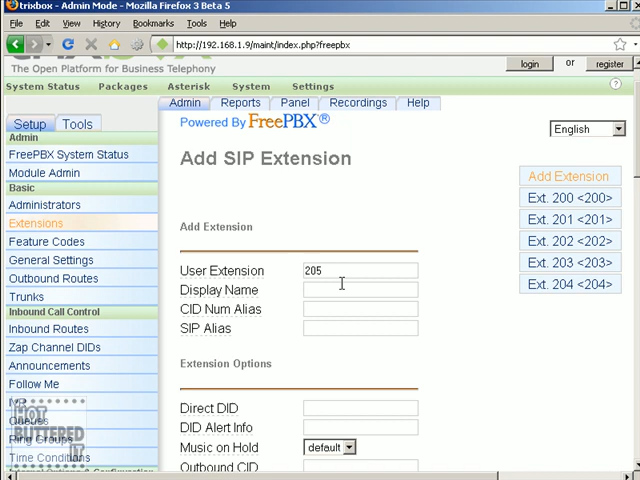 trixbox - Admin Mode - Mozilla Firefox 3 Beta 5
File Edit View History Bookmarks Tools Help
http://192.168.1.9/maint/index.php?freepbx
The Open Platform for Business Telephony
login or register
System Status Packages Asterisk System Settings
Admin Reports Panel Recordings Help
Setup Tools
Powered By FreePBX®
English
Admin
FreePBX System Status
Module Admin
Basic
Administrators
Extensions
Feature Codes
General Settings
Outbound Routes
Trunks
Inbound Call Control
Inbound Routes
Zap Channel DIDs
Announcements
Follow Me
IVR
Queues
Ring Groups
Time Conditions
HOT
BUTTERED
IT
Add SIP Extension
Add Extension
User Extension 205
Display Name
CID Num Alias
SIP Alias
Extension Options
Direct DID
DID Alert Info
Music on Hold default
Outbound CID
Add Extension
Ext. 200 <200>
Ext. 201 <201>
Ext. 202 <202>
Ext. 203 <203>
Ext. 204 <204>